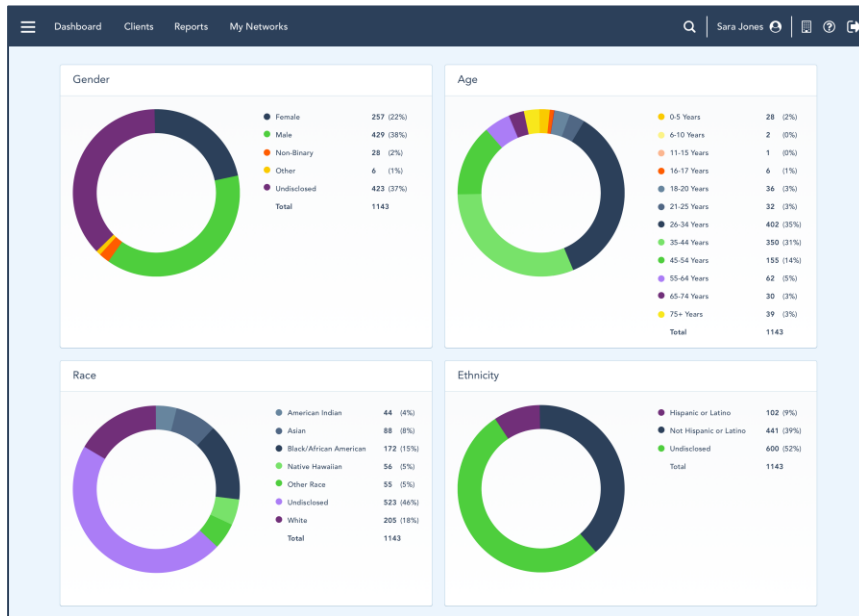 Dashboard Clients Reports My Networks Sara Jones
Gender
Female 257 (22%)
Male 429 (38%)
Non-Binary 28 (2%)
Other 6 (1%)
Undisclosed 423 (37%)
Total 1143
Age
0-5 Years 28 (2%)
6-10 Years 2 (0%)
11-15 Years 1 (0%)
16-17 Years 6 (1%)
18-20 Years 36 (3%)
21-25 Years 32 (3%)
26-34 Years 402 (35%)
35-44 Years 350 (31%)
45-54 Years 155 (14%)
55-64 Years 62 (5%)
65-74 Years 30 (3%)
75+ Years 39 (3%)
Total 1143
Race
American Indian 44 (4%)
Asian 88 (8%)
Black/African American 172 (15%)
Native Hawaiian 56 (5%)
Other Race 55 (5%)
Undisclosed 523 (46%)
White 205 (18%)
Total 1143
Ethnicity
Hispanic or Latino 102 (9%)
Not Hispanic or Latino 441 (39%)
Undisclosed 600 (52%)
Total 1143